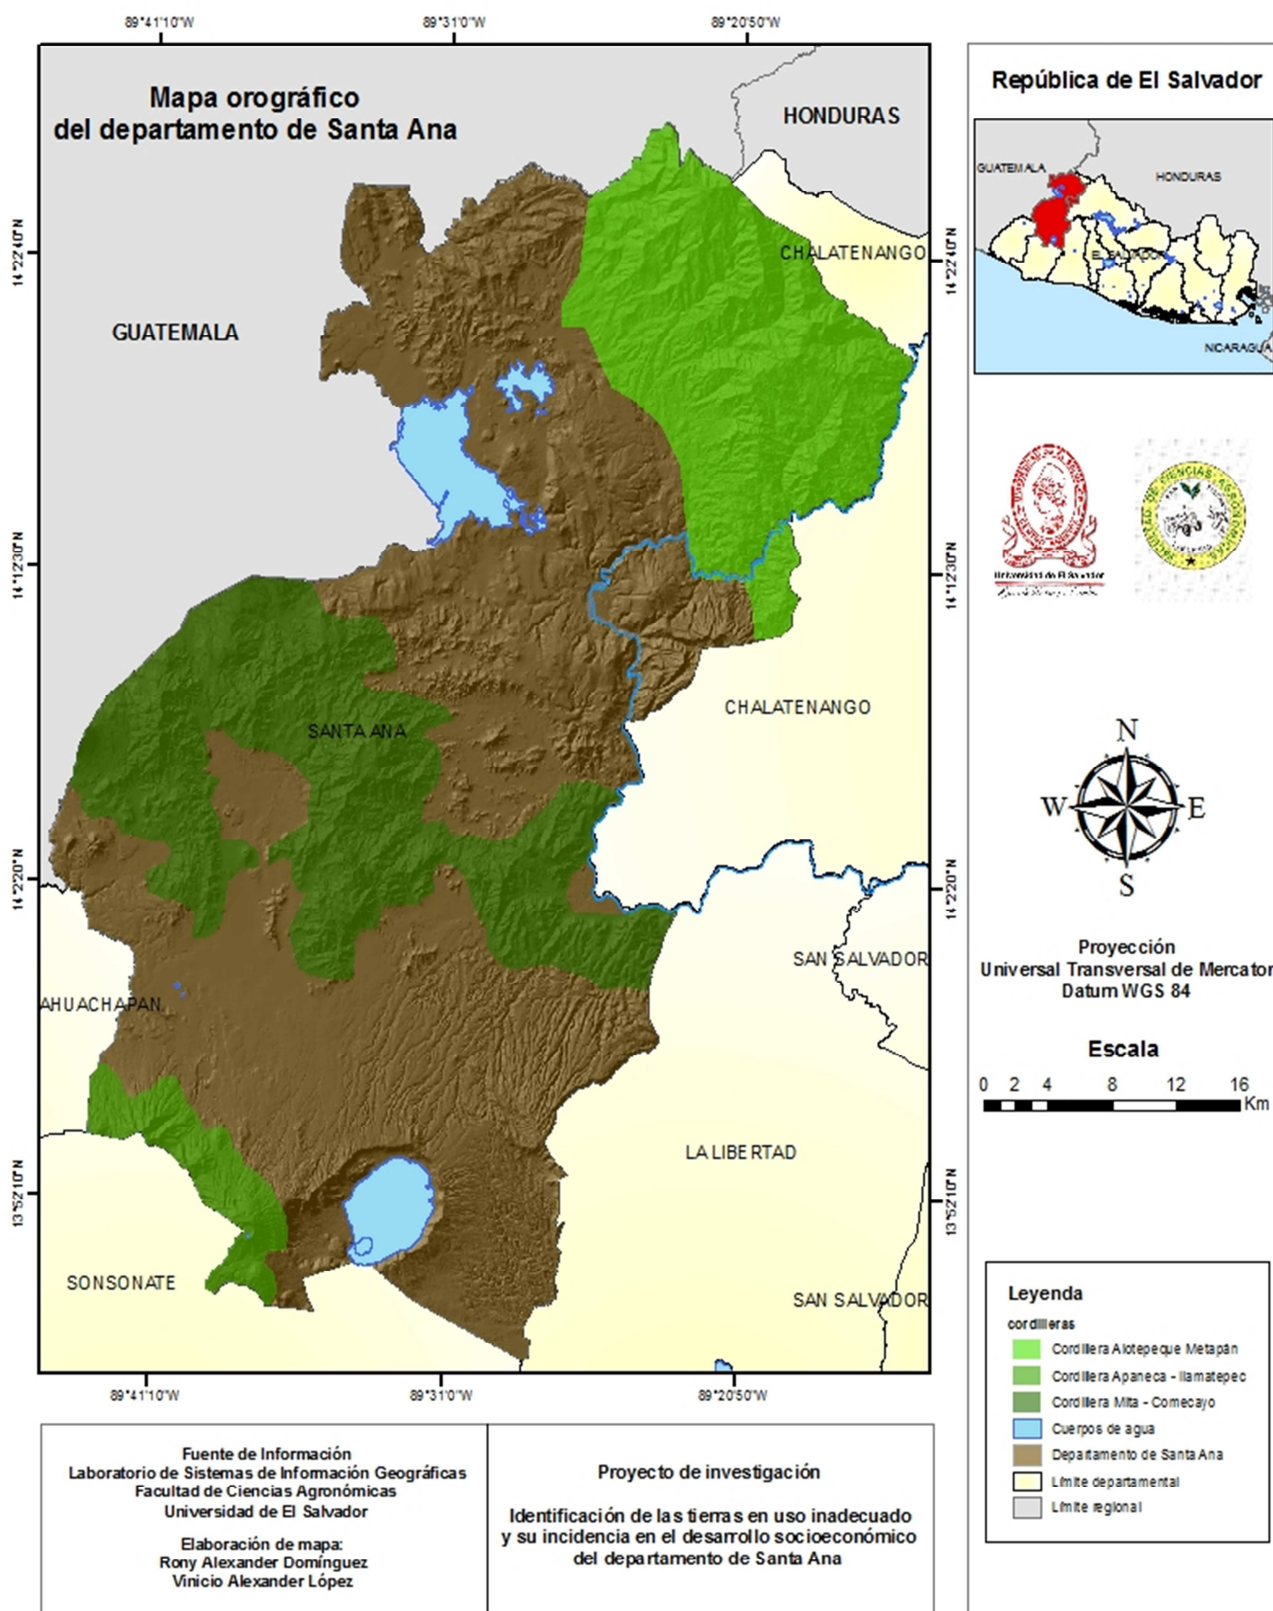 89°41'10"W
89°31'0"W
89°20'50"W
Mapa orográfico
del departamento de Santa Ana
HONDURAS
CHALATENANGO
GUATEMALA
14°22'40"N
14°22'40"N
14°12'30"N
14°12'30"N
SANTA ANA
CHALATENANGO
14°2'20"N
14°2'20"N
SAN SALVADOR
AHUACHAPAN
LA LIBERTAD
13°52'10"N
13°52'10"N
SONSONATE
SAN SALVADOR
89°41'10"W
89°31'0"W
89°20'50"W
República de El Salvador
GUATEMALA
HONDURAS
EL SALVADOR
NICARAGUA
Universidad de El Salvador
N
W
E
S
Proyección
Universal Transversal de Mercator
Datum WGS 84
Escala
0 2 4 8 12 16
Km
Leyenda
cordilleras
Cordillera Alotepeque Metapán
Cordillera Apaneca - Ilamatepec
Cordillera Mita - Comecayo
Cuerpos de agua
Departamento de Santa Ana
Límite departamental
Límite regional
Fuente de Información
Laboratorio de Sistemas de Información Geográficas
Facultad de Ciencias Agronómicas
Universidad de El Salvador
Elaboración de mapa:
Rony Alexander Domínguez
Vinicio Alexander López
Proyecto de investigación
Identificación de las tierras en uso inadecuado
y su incidencia en el desarrollo socioeconómico
del departamento de Santa Ana